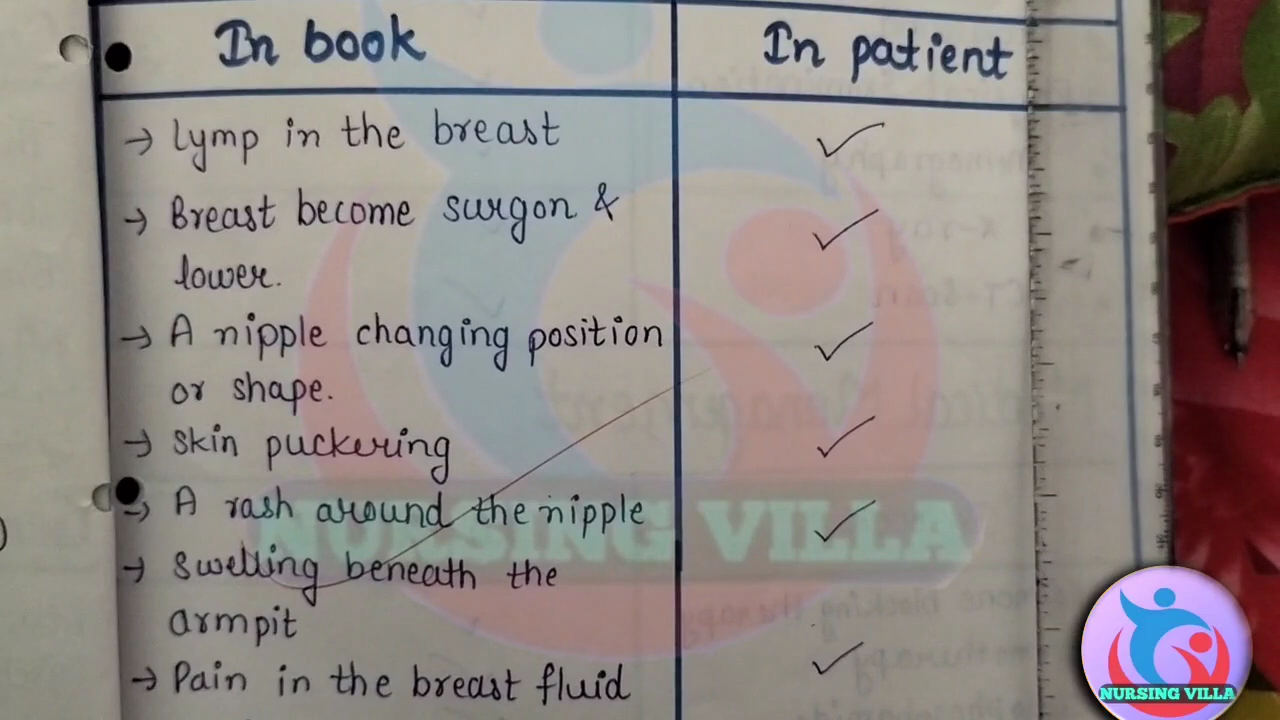 In book In patient
→ Lymp in the breast ✓
→ Breast become surgon & ✓
lower.
→ A nipple changing position ✓
or shape.
→ Skin puckering ✓
→ A rash around the nipple ✓
→ Swelling beneath the
armpit
→ Pain in the breast fluid ✓
NURSING VILLA
NURSING VILLA